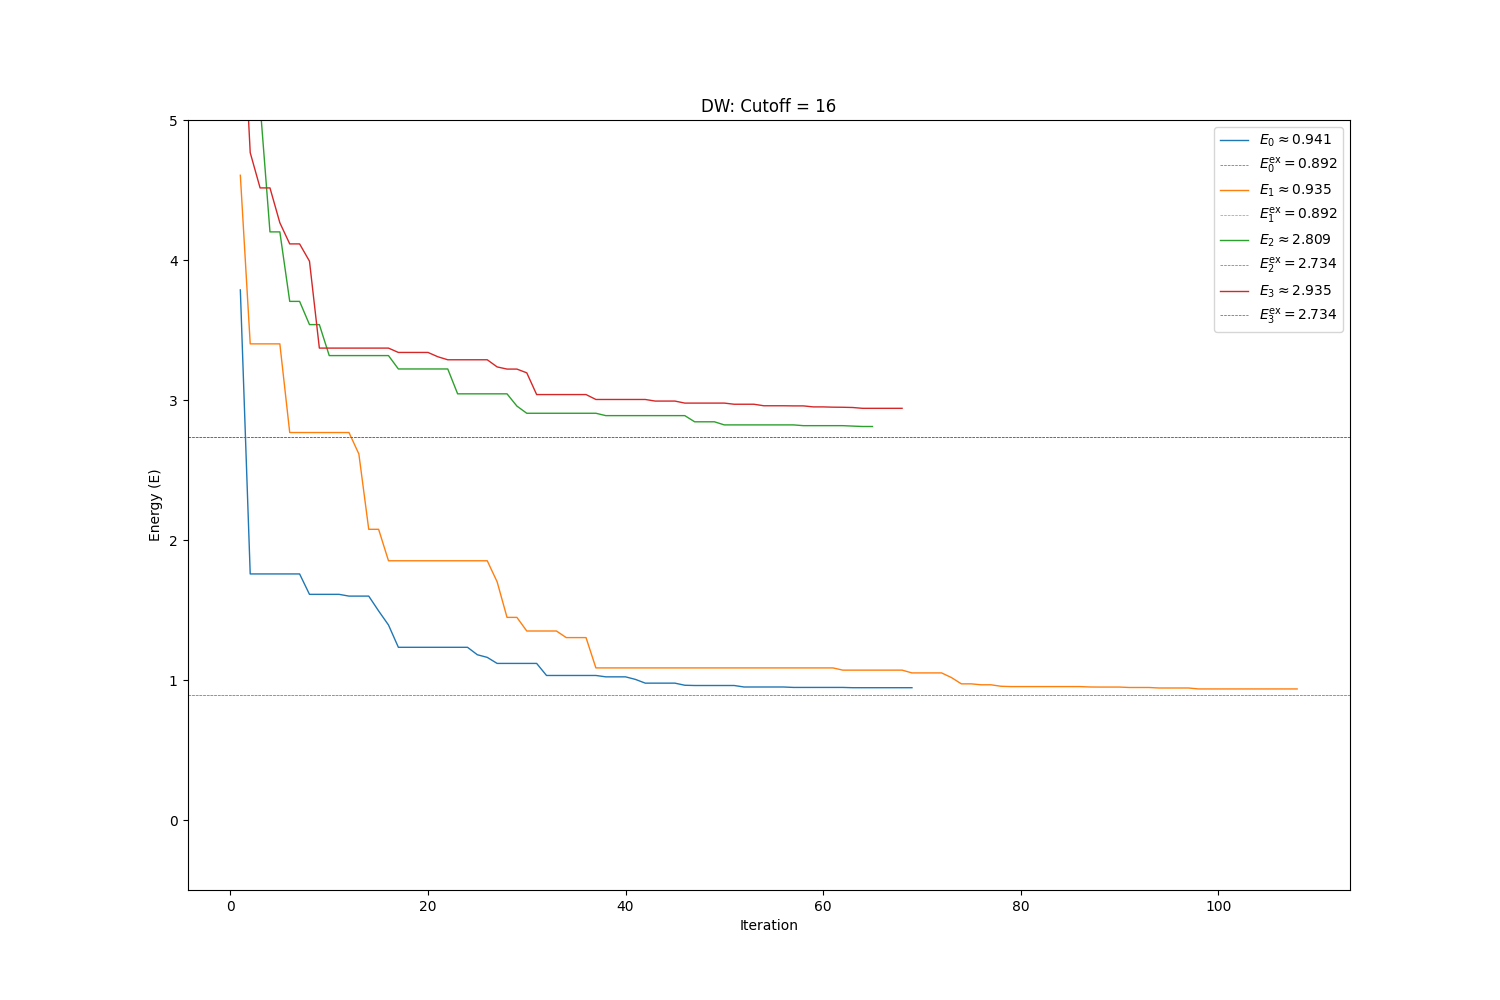 DW: Cutoff = 16
Energy (E)
5
4
3
2
1
0
0 20 40 60 80 100
Iteration
E₀ ≈ 0.941
E₀ᵉˣ = 0.892
E₁ ≈ 0.935
E₁ᵉˣ = 0.892
E₂ ≈ 2.809
E₂ᵉˣ = 2.734
E₃ ≈ 2.935
E₃ᵉˣ = 2.734